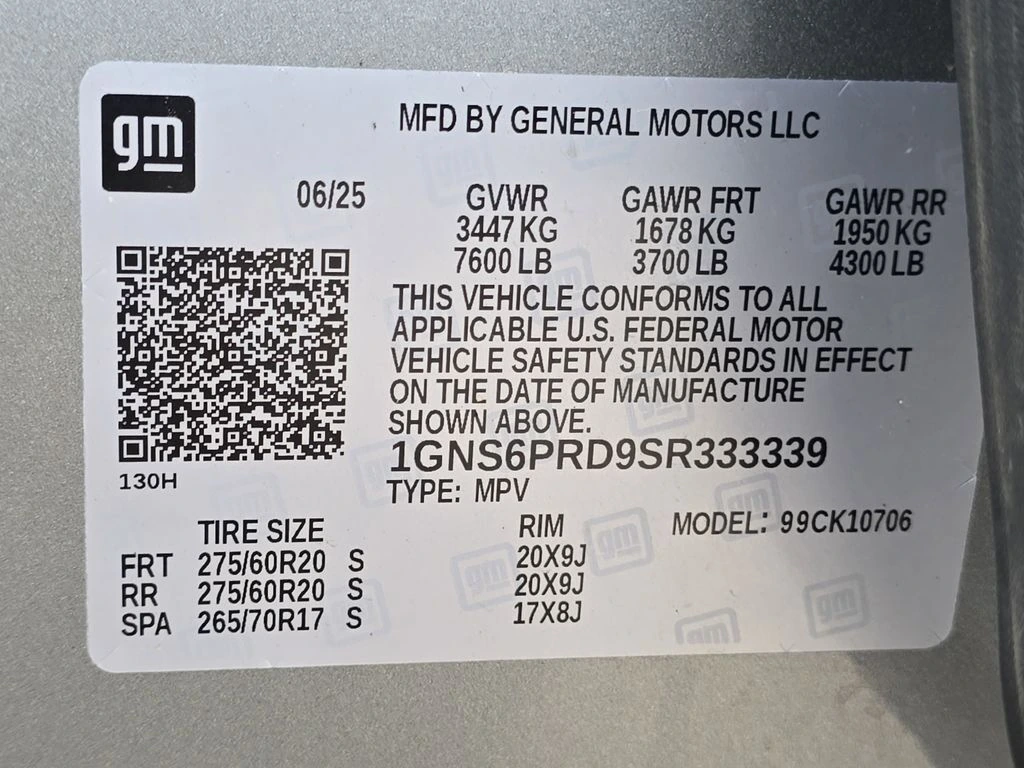 gm
MFD BY GENERAL MOTORS LLC
06/25 GVWR GAWR FRT GAWR RR
3447 KG 1678 KG 1950 KG
7600 LB 3700 LB 4300 LB
THIS VEHICLE CONFORMS TO ALL
APPLICABLE U.S. FEDERAL MOTOR
VEHICLE SAFETY STANDARDS IN EFFECT
ON THE DATE OF MANUFACTURE
SHOWN ABOVE.
1GNS6PRD9SR333339
130H
TYPE: MPV
TIRE SIZE RIM MODEL: 99CK10706
FRT 275/60R20 S 20X9J
RR 275/60R20 S 20X9J
SPA 265/70R17 S 17X8J